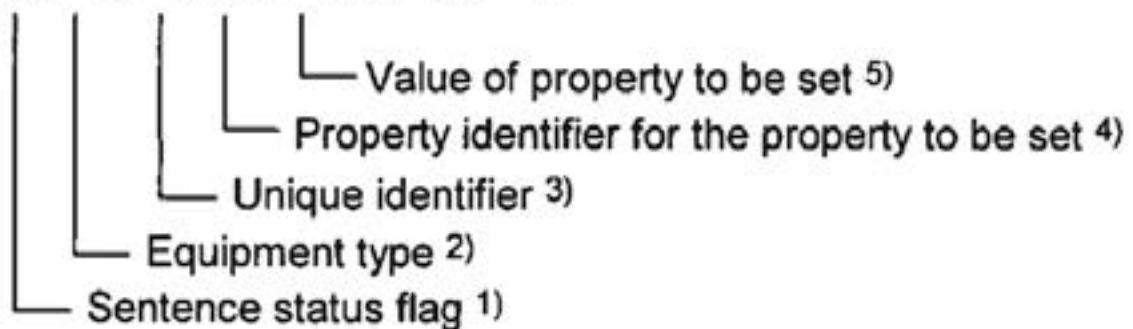 Value of property to be set 5)
Property identifier for the property to be set 4)
Unique identifier 3)
Equipment type 2)
Sentence status flag 1)